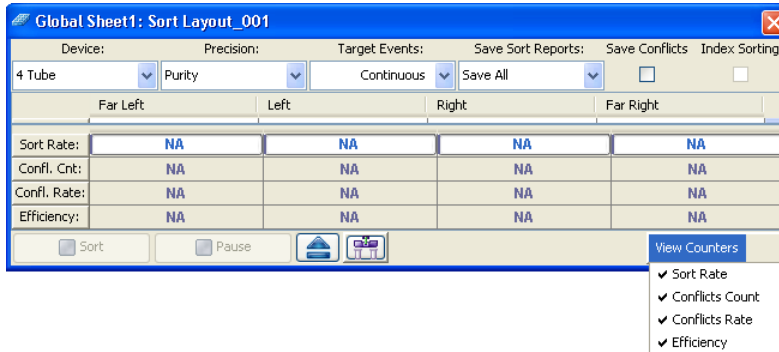 Global Sheet1: Sort Layout_001
Device: Precision: Target Events: Save Sort Reports: Save Conflicts Index Sorting
4 Tube Purity Continuous Save All
Far Left Left Right Far Right
Sort Rate: NA NA NA NA
Confl. Cnt: NA NA NA NA
Confl. Rate: NA NA NA NA
Efficiency: NA NA NA NA
Sort Pause View Counters
Sort Rate
Conflicts Count
Conflicts Rate
Efficiency